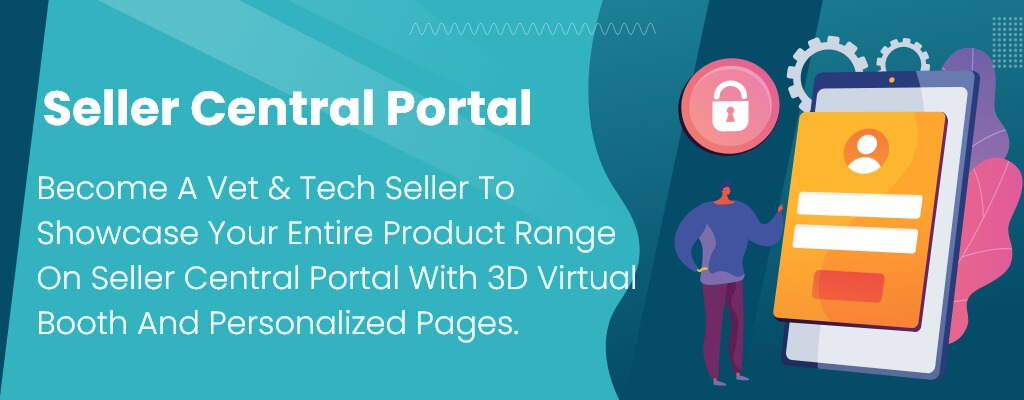 Seller Central Portal
Become A Vet & Tech Seller To
Showcase Your Entire Product Range
On Seller Central Portal With 3D Virtual
Booth And Personalized Pages.